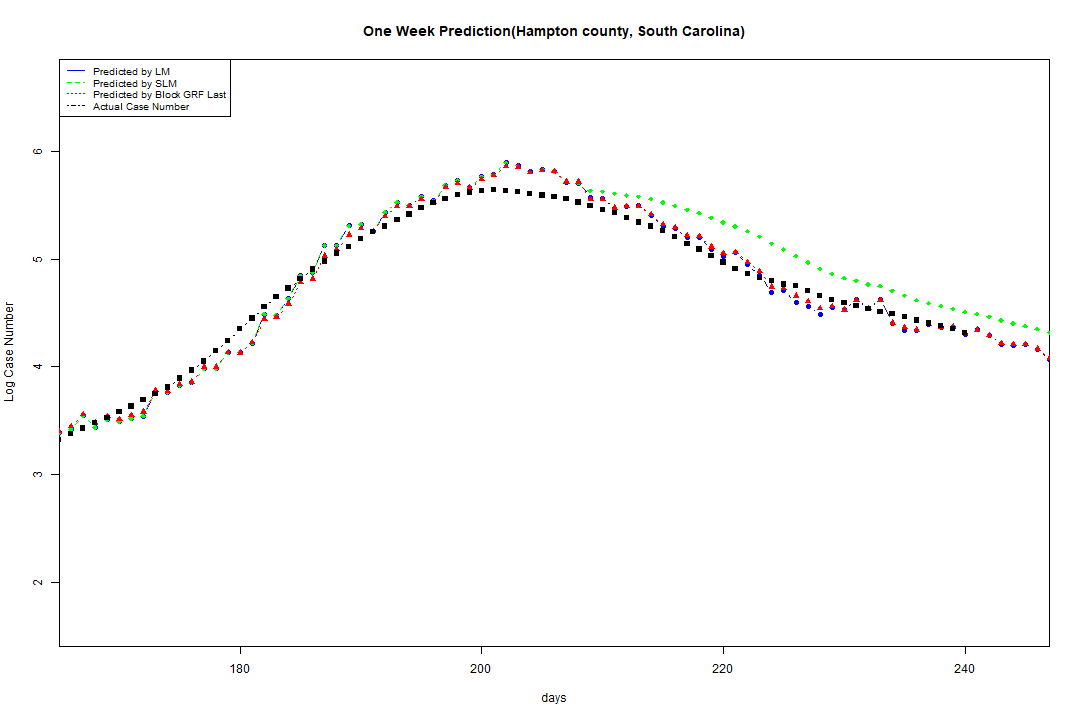 One Week Prediction(Hampton county, South Carolina)
Predicted by LM
Predicted by SLM
Predicted by Block GRF Last
Actual Case Number
6
5
4
3
2
Log Case Number
180 200 220 240
days